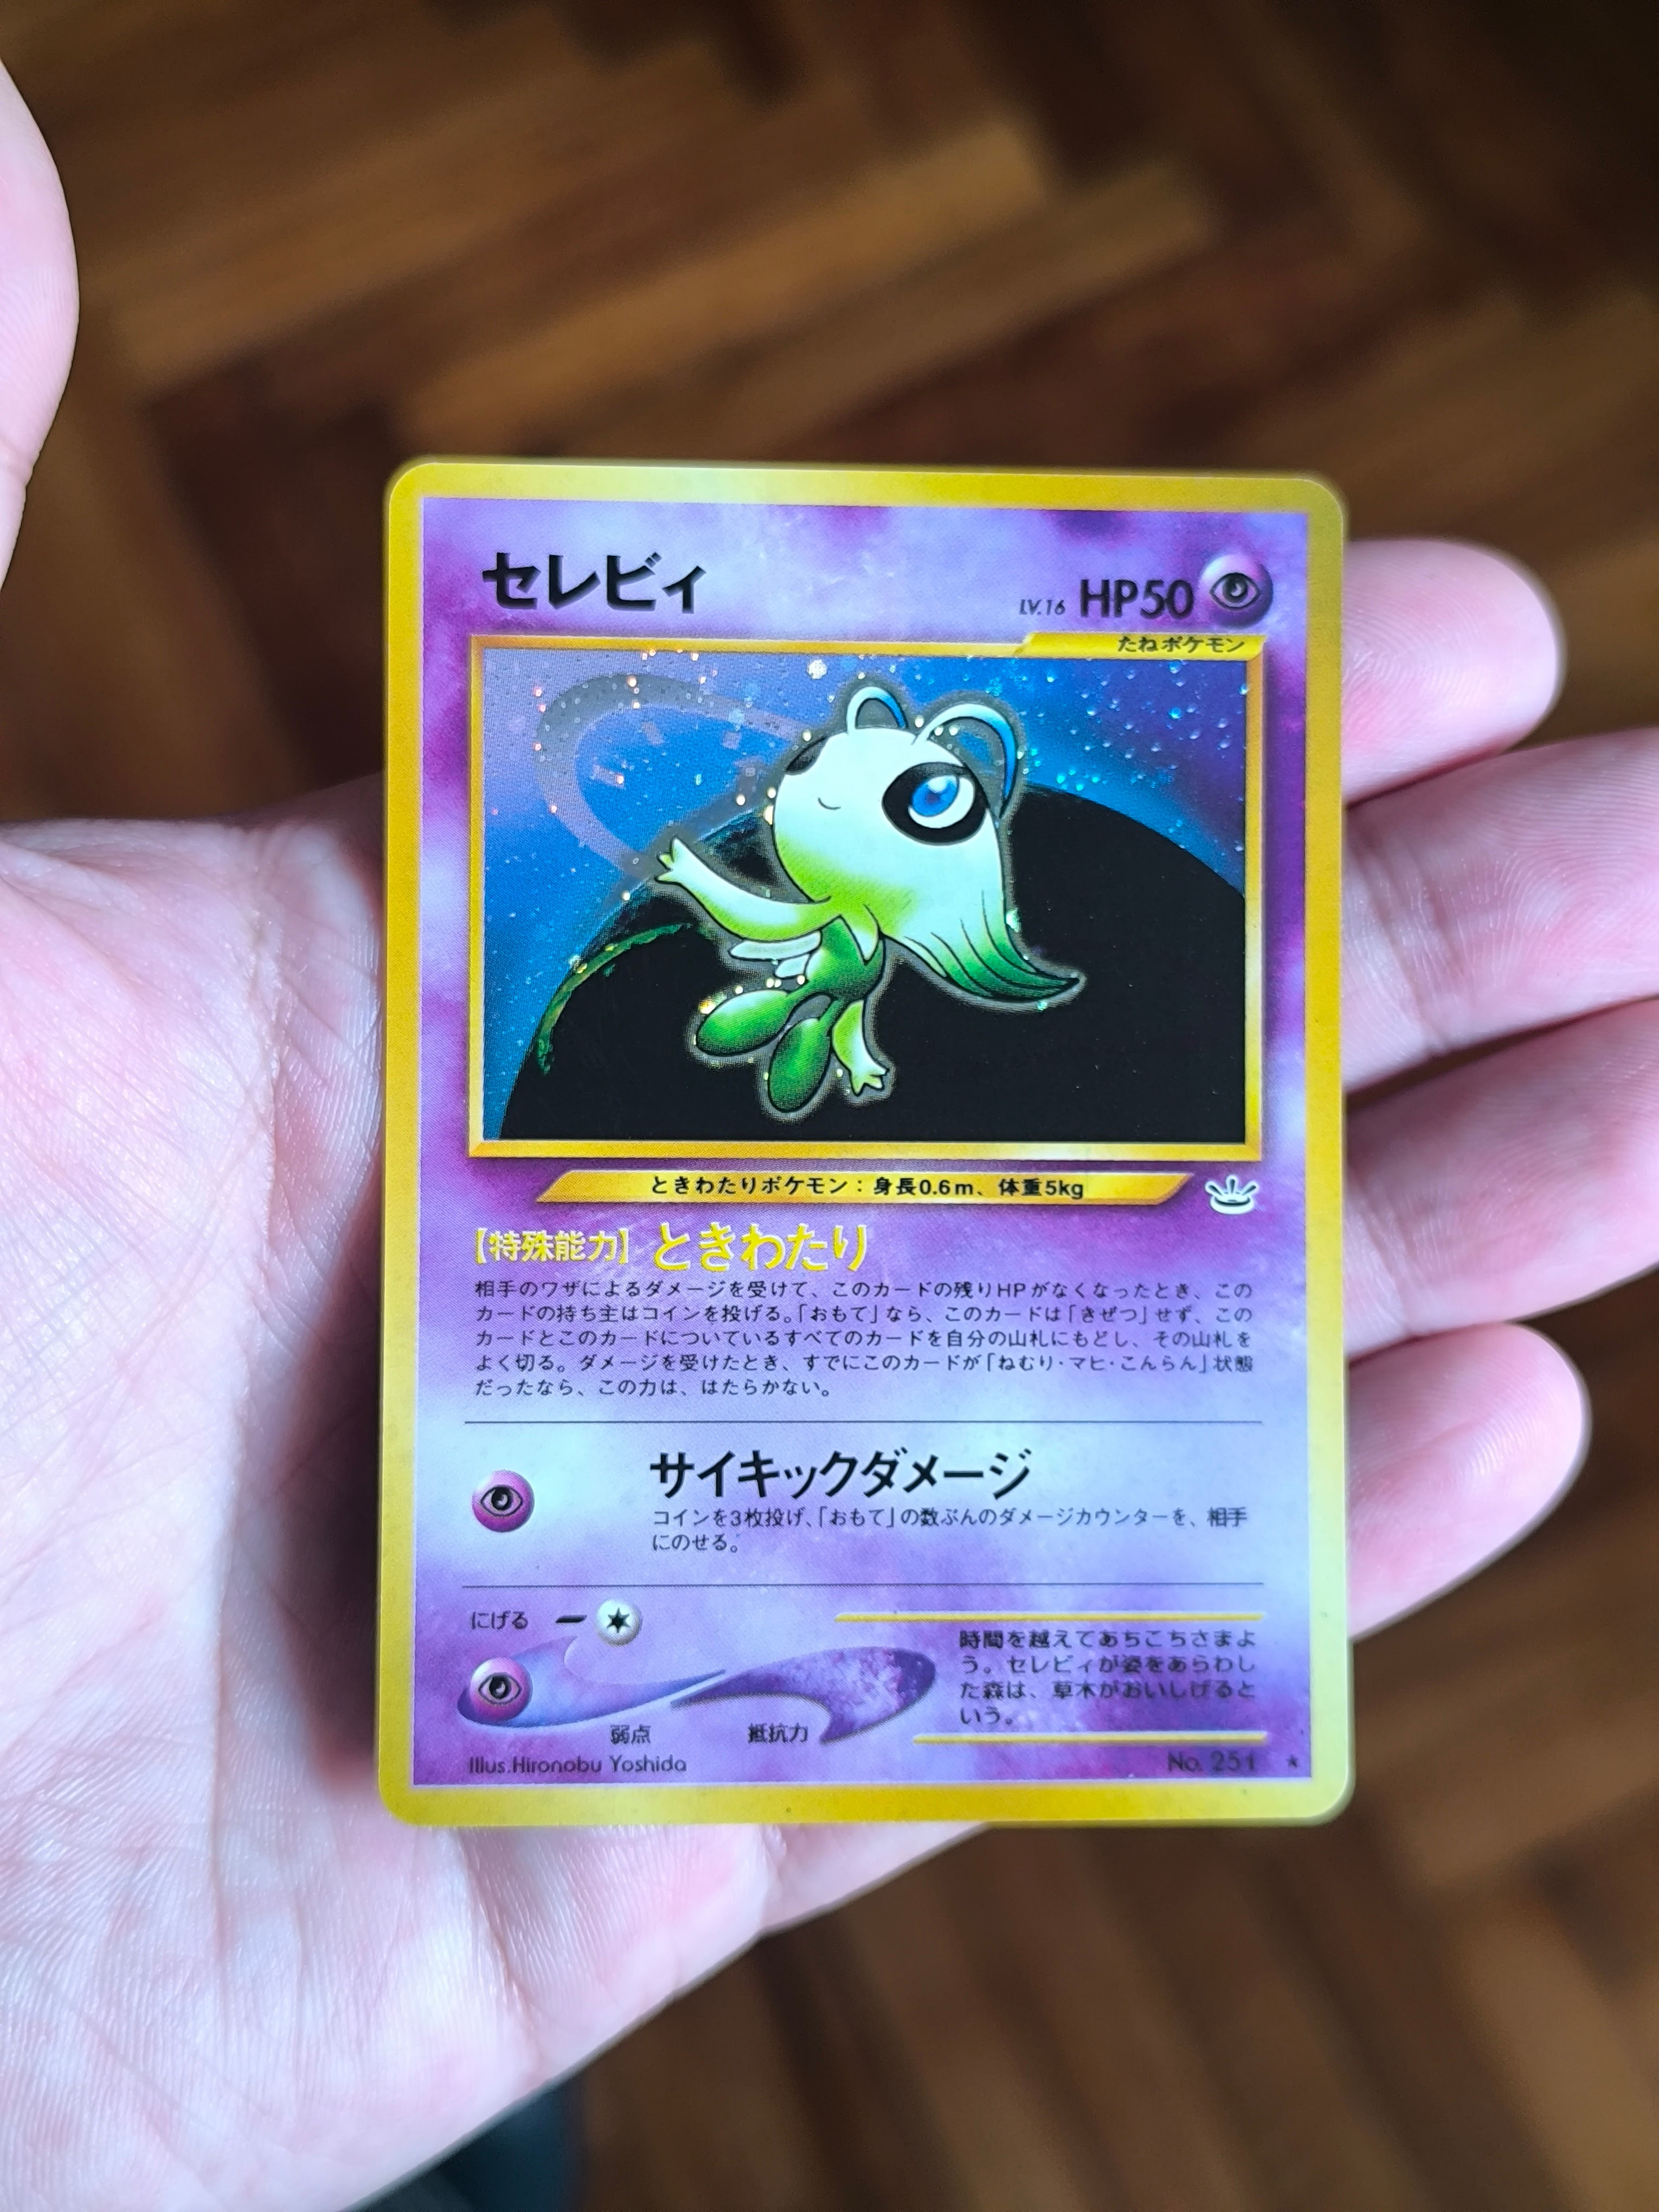 セレビィ
LV.16 HP50
たねポケモン
ときわたりポケモン：身長0.6m、体重5kg
【特殊能力】ときわたり
相手のワザによるダメージを受けて、このカードの残りHPがなくなったとき、この
カードの持ち主はコインを投げる。「おもて」なら、このカードは「きぜつ」せず、この
カードとこのカードについているすべてのカードを自分の山札にもどし、その山札を
よく切る。ダメージを受けたとき、すでにこのカードが「ねむり・マヒ・こんらん」状態
だったなら、この力は、はたらかない。
サイキックダメージ
コインを3枚投げ、「おもて」の数ぶんのダメージカウンターを、相手
にのせる。
にげる
弱点
抵抗力
時間を越えてあちこちさまよ
う。セレビィが姿をあらわし
た森は、草木がおいしげると
いう。
Illus.Hironobu Yoshida
No. 251 ★